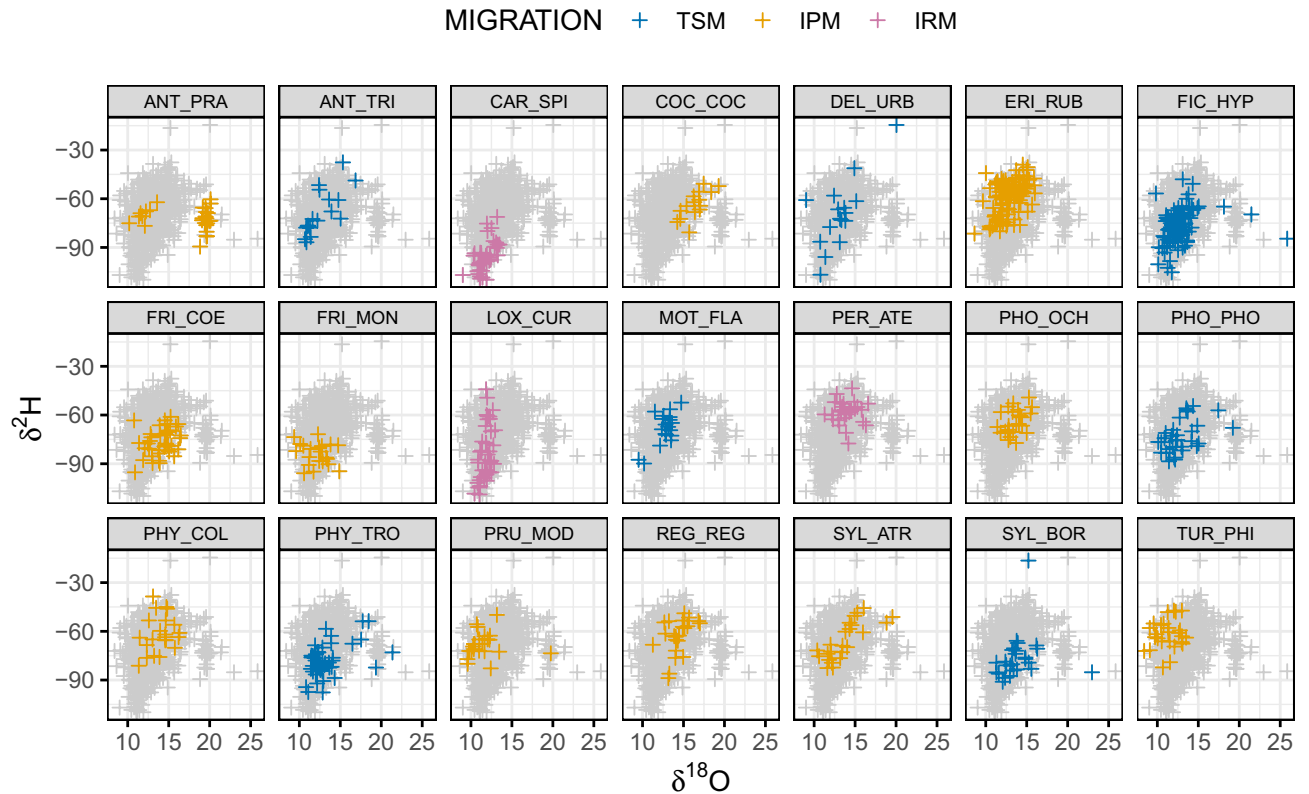 MIGRATION TSM IPM IRM
ANT_PRA ANT_TRI CAR_SPI COC_COC DEL_URB ERI_RUB FIC_HYP
−30
−60
−90
FRI_COE FRI_MON LOX_CUR MOT_FLA PER_ATE PHO_OCH PHO_PHO
−30
−60
−90
δ²H
PHY_COL PHY_TRO PRU_MOD REG_REG SYL_ATR SYL_BOR TUR_PHI
−30
−60
−90
10 15 20 25 10 15 20 25 10 15 20 25 10 15 20 25 10 15 20 25 10 15 20 25 10 15 20 25
δ¹⁸O